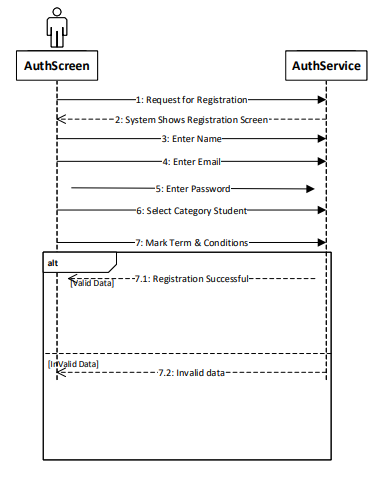 AuthScreen
AuthService
1: Request for Registration
2: System Shows Registration Screen
3: Enter Name
4: Enter Email
5: Enter Password
6: Select Category Student
7: Mark Term & Conditions
alt
7.1: Registration Successful
[Valid Data]
[InValid Data]
7.2: Invalid data